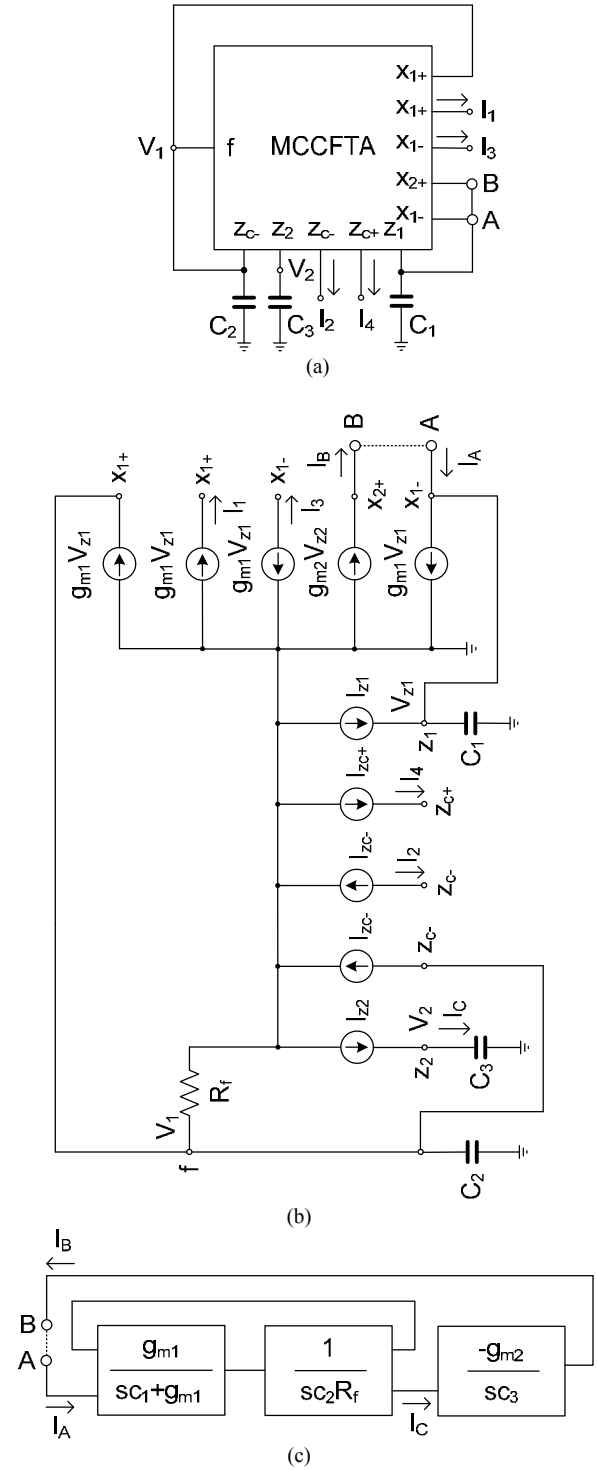 x1+
x1+
I1
V1
f
MCCFTA
x1-
I3
x2+
B
x1-
A
zc-
z2
zc-
zc+
z1
V2
C2
C3
I2
I4
C1
(a)
B
A
IB
IA
x1+
x1+
x1-
x2+
x1-
I1
I3
gm1Vz1
gm1Vz1
gm1Vz1
gm2Vz2
gm1Vz1
Iz1
Vz1
z1
C1
Izc+
I4
zc+
Izc-
I2
zc-
Izc-
zc-
Iz2
V2
IC
z2
C3
Rf
V1
f
C2
(b)
IB
B
A
gm1
sc1+gm1
1
sc2Rf
-gm2
sc3
IA
IC
(c)